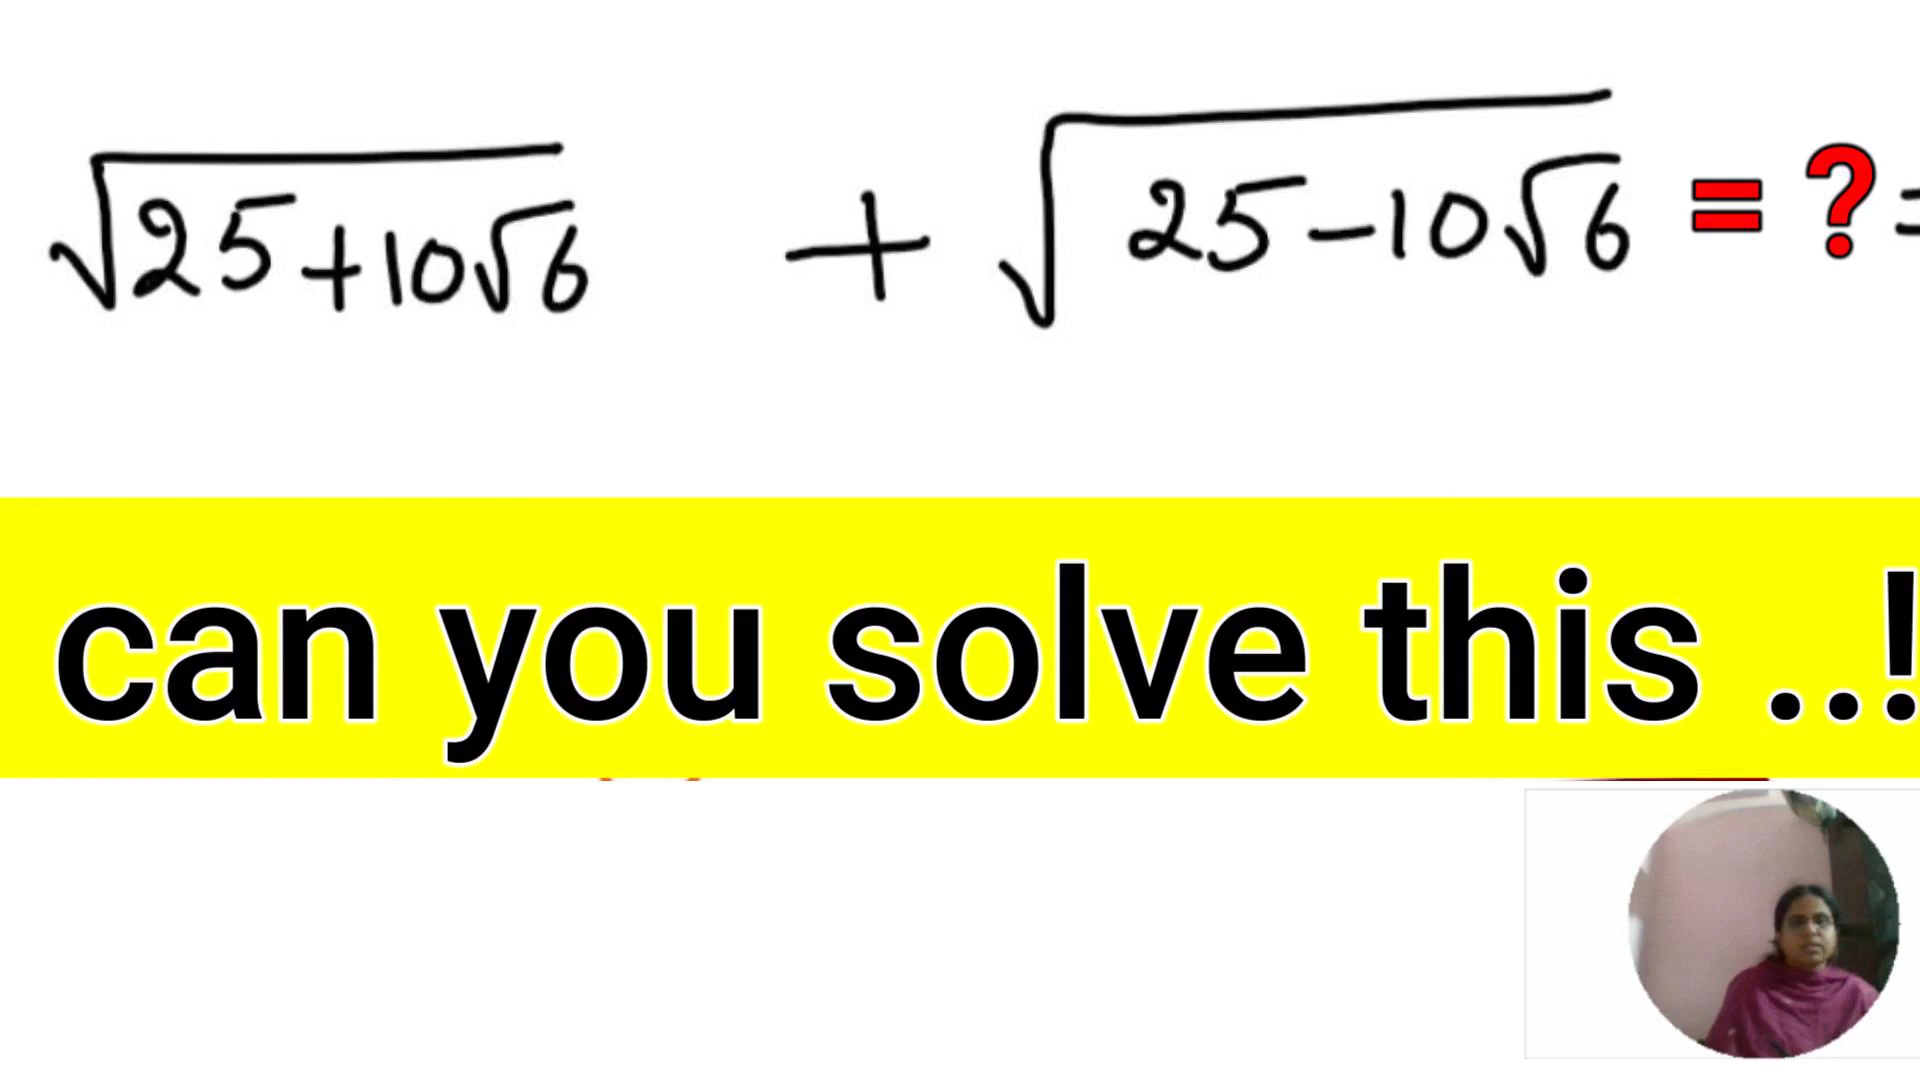 √25+10√6 + √25-10√6 = ? =
can you solve this ..!